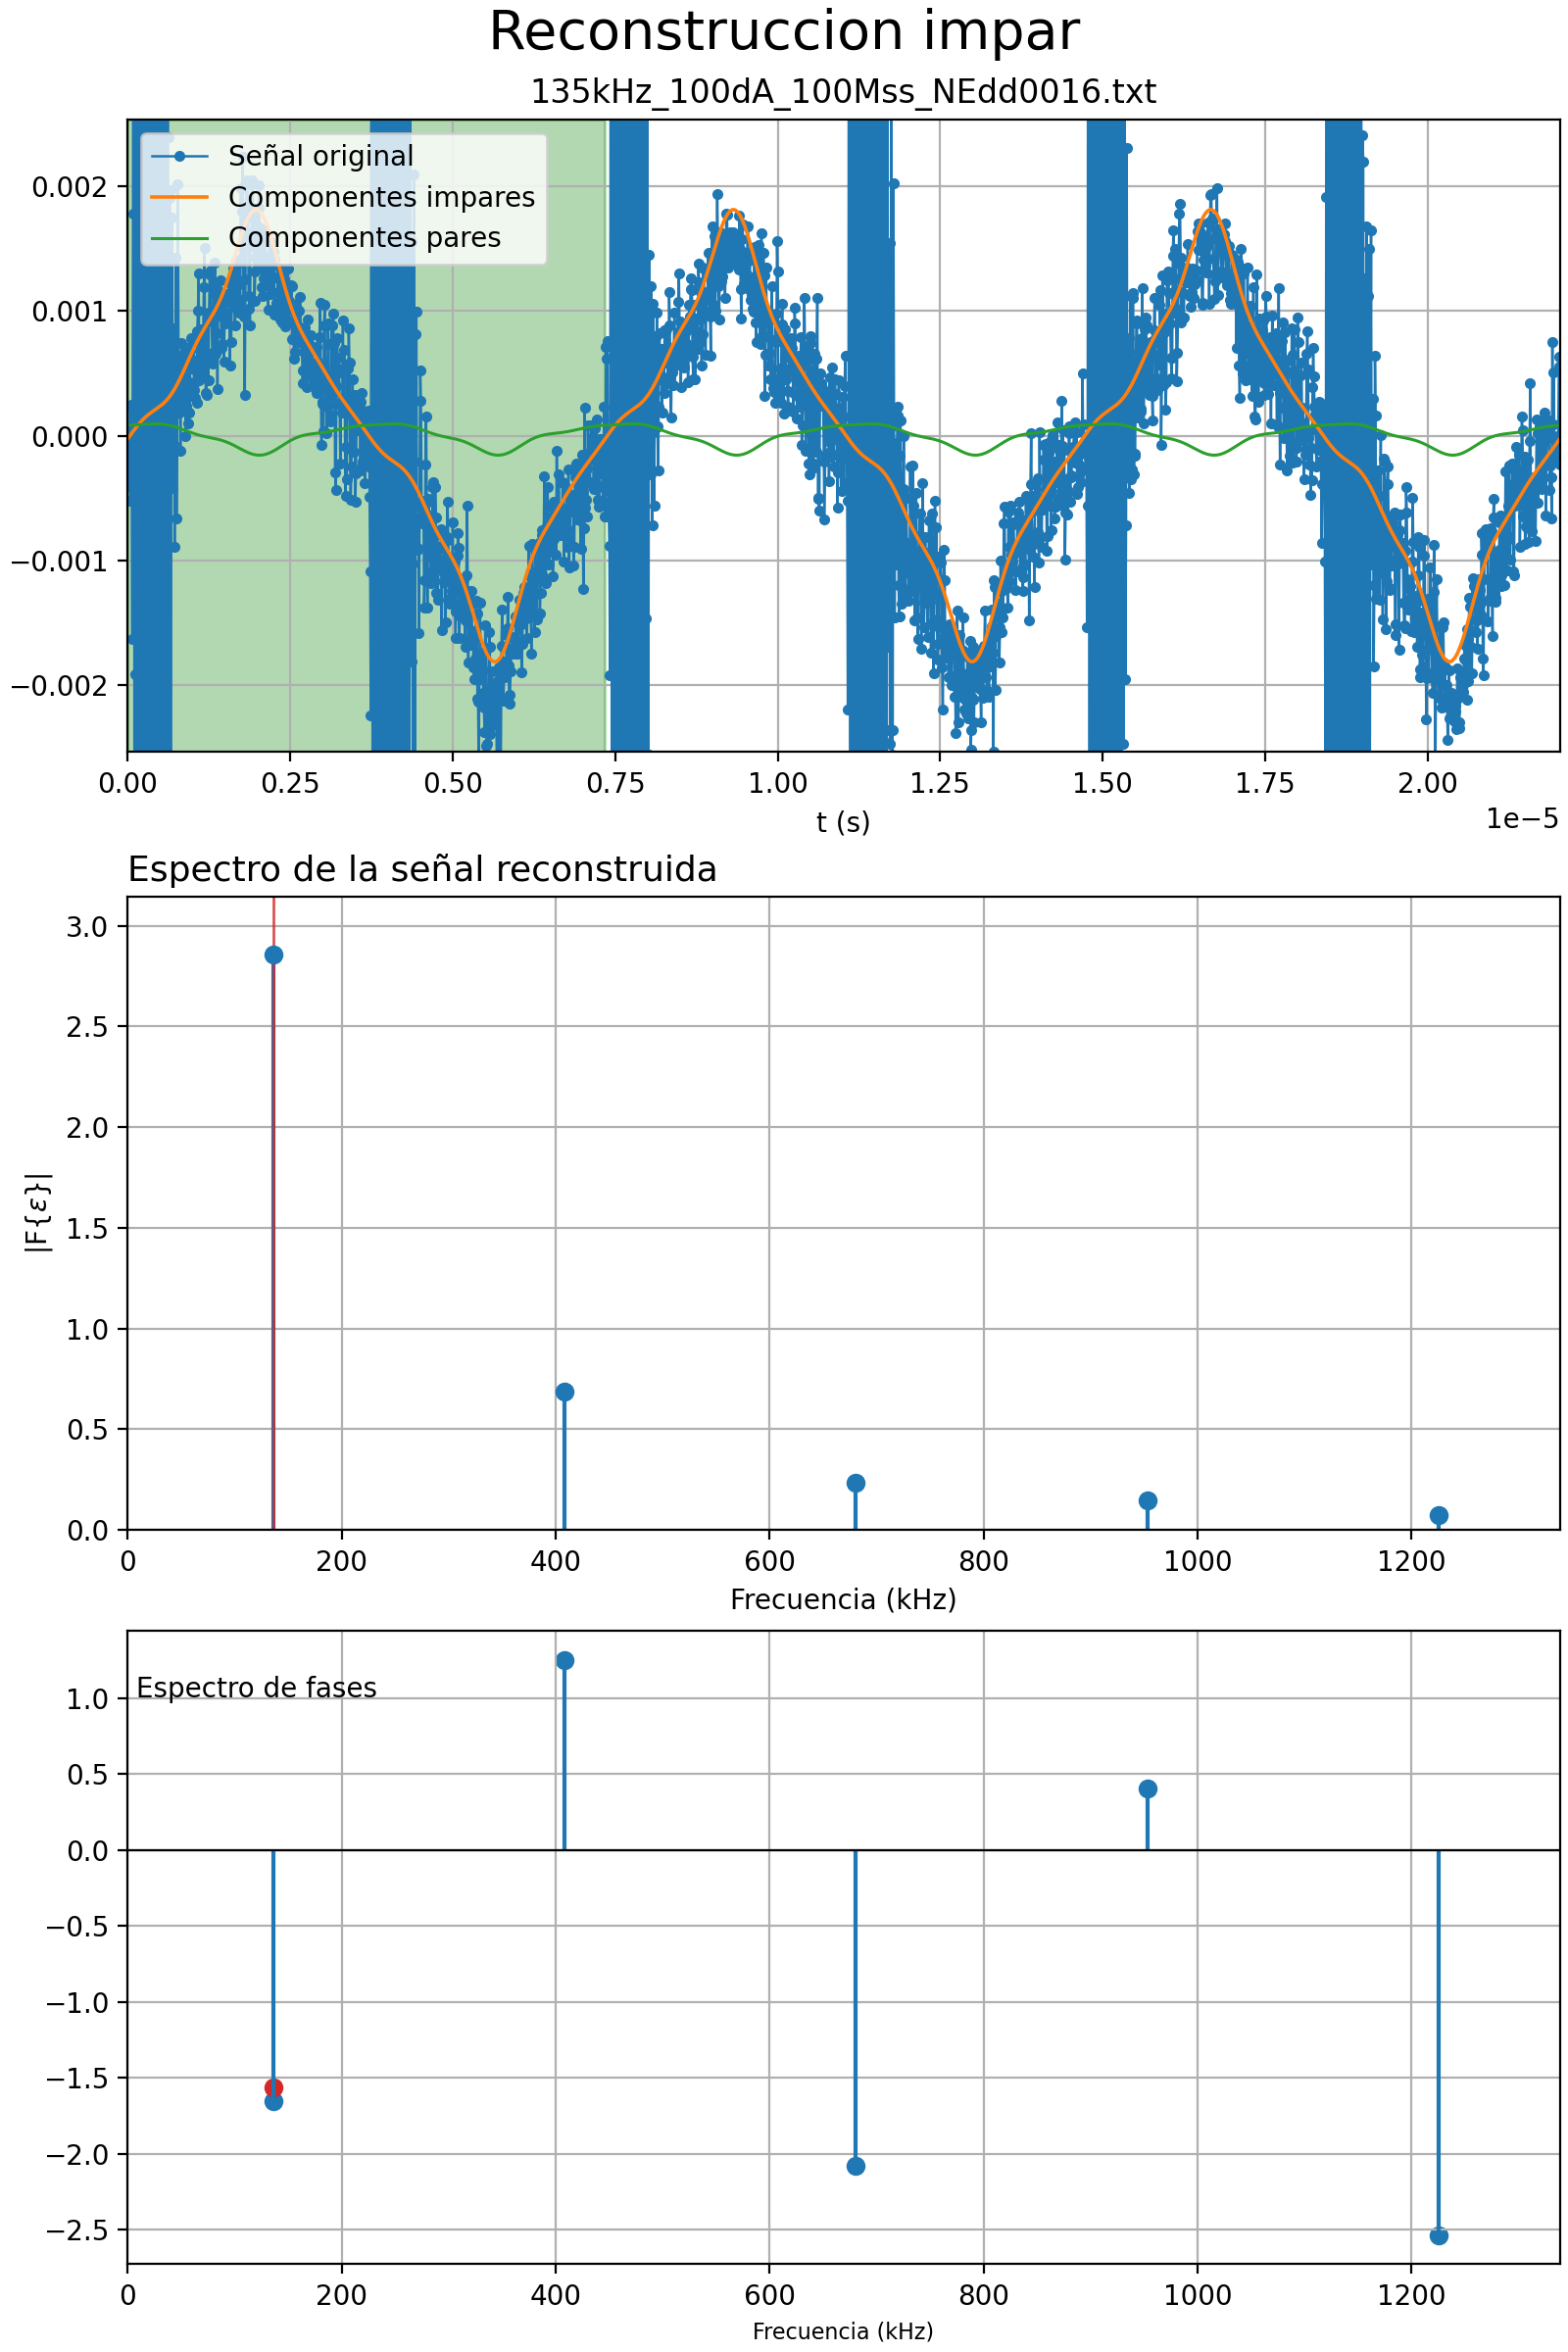 Reconstruccion impar
135kHz_100dA_100Mss_NEdd0016.txt
Señal original
Componentes impares
Componentes pares
0.002
0.001
0.000
−0.001
−0.002
0.00 0.25 0.50 0.75 1.00 1.25 1.50 1.75 2.00
1e−5
t (s)
Espectro de la señal reconstruida
3.0
2.5
2.0
1.5
1.0
0.5
0.0
|F{ε}|
0 200 400 600 800 1000 1200
Frecuencia (kHz)
Espectro de fases
1.0
0.5
0.0
−0.5
−1.0
−1.5
−2.0
−2.5
0 200 400 600 800 1000 1200
Frecuencia (kHz)